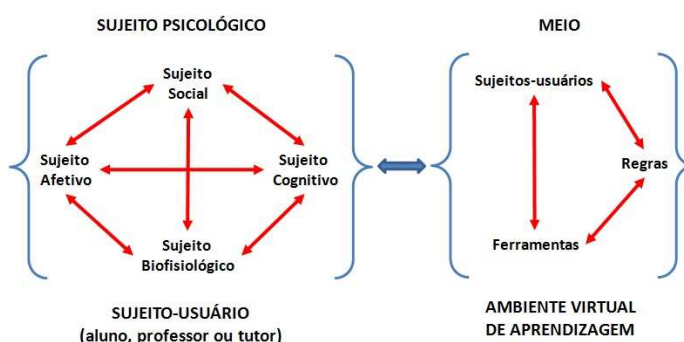 SUJEITO PSICOLÓGICO
Sujeito
Social
Sujeito
Afetivo
Sujeito
Cognitivo
Sujeito
Biofisiológico
SUJEITO-USUÁRIO
(aluno, professor ou tutor)
MEIO
Sujeitos-usuários
Regras
Ferramentas
AMBIENTE VIRTUAL
DE APRENDIZAGEM